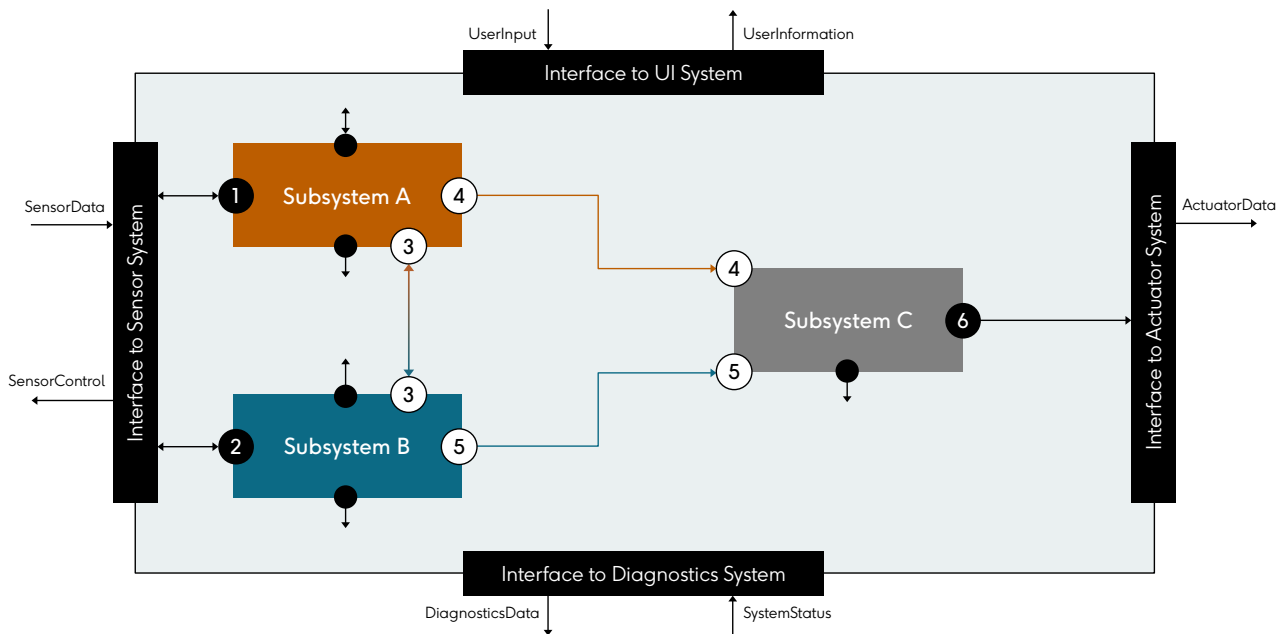 UserInput
UserInformation
Interface to UI System
1
Subsystem A
4
SensorData
Interface to Sensor System
3
ActuatorData
Interface to Actuator System
4
Subsystem C
6
5
SensorControl
3
2
Subsystem B
5
Interface to Diagnostics System
DiagnosticsData
SystemStatus